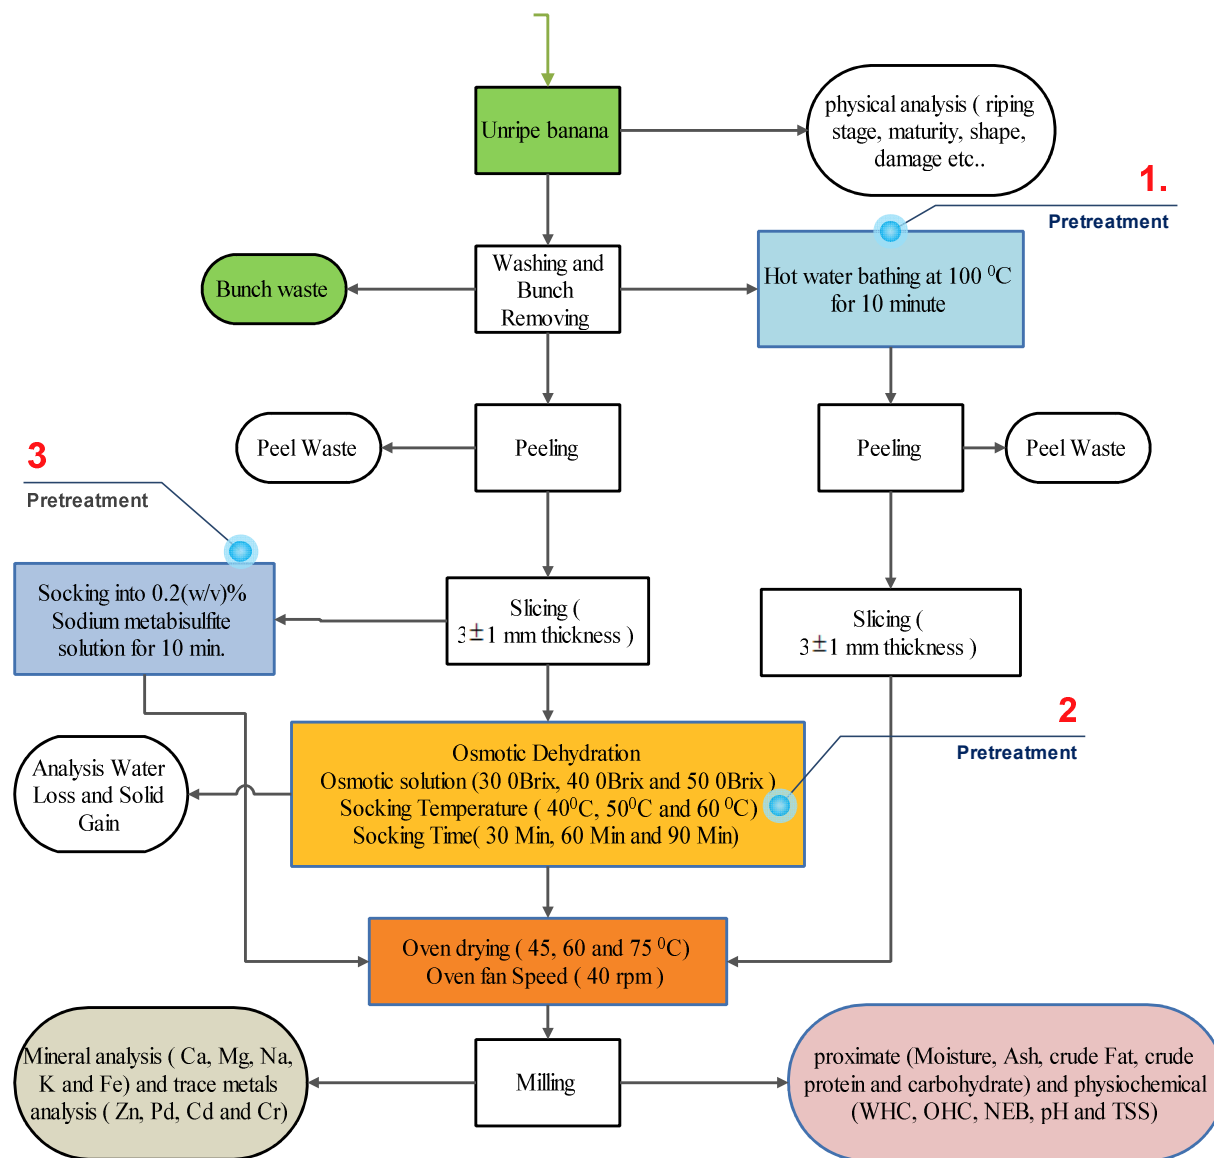 Unripe banana
physical analysis ( riping
stage, maturity, shape,
damage etc..
1.
Pretreatment
Bunch waste
Washing and
Bunch
Removing
Hot water bathing at 100 ⁰C
for 10 minute
Peel Waste
Peeling
Peeling
Peel Waste
3
Pretreatment
Socking into 0.2(w/v)%
Sodium metabisulfite
solution for 10 min.
Slicing (
3±1 mm thickness )
Slicing (
3±1 mm thickness )
2
Pretreatment
Analysis Water
Loss and Solid
Gain
Osmotic Dehydration
Osmotic solution (30 0Brix, 40 0Brix and 50 0Brix )
Socking Temperature ( 40⁰C, 50⁰C and 60 ⁰C)
Socking Time( 30 Min, 60 Min and 90 Min)
Oven drying ( 45, 60 and 75 ⁰C)
Oven fan Speed ( 40 rpm )
Mineral analysis ( Ca, Mg, Na,
K and Fe) and trace metals
analysis ( Zn, Pd, Cd and Cr)
Milling
proximate (Moisture, Ash, crude Fat, crude
protein and carbohydrate) and physiochemical
(WHC, OHC, NEB, pH and TSS)